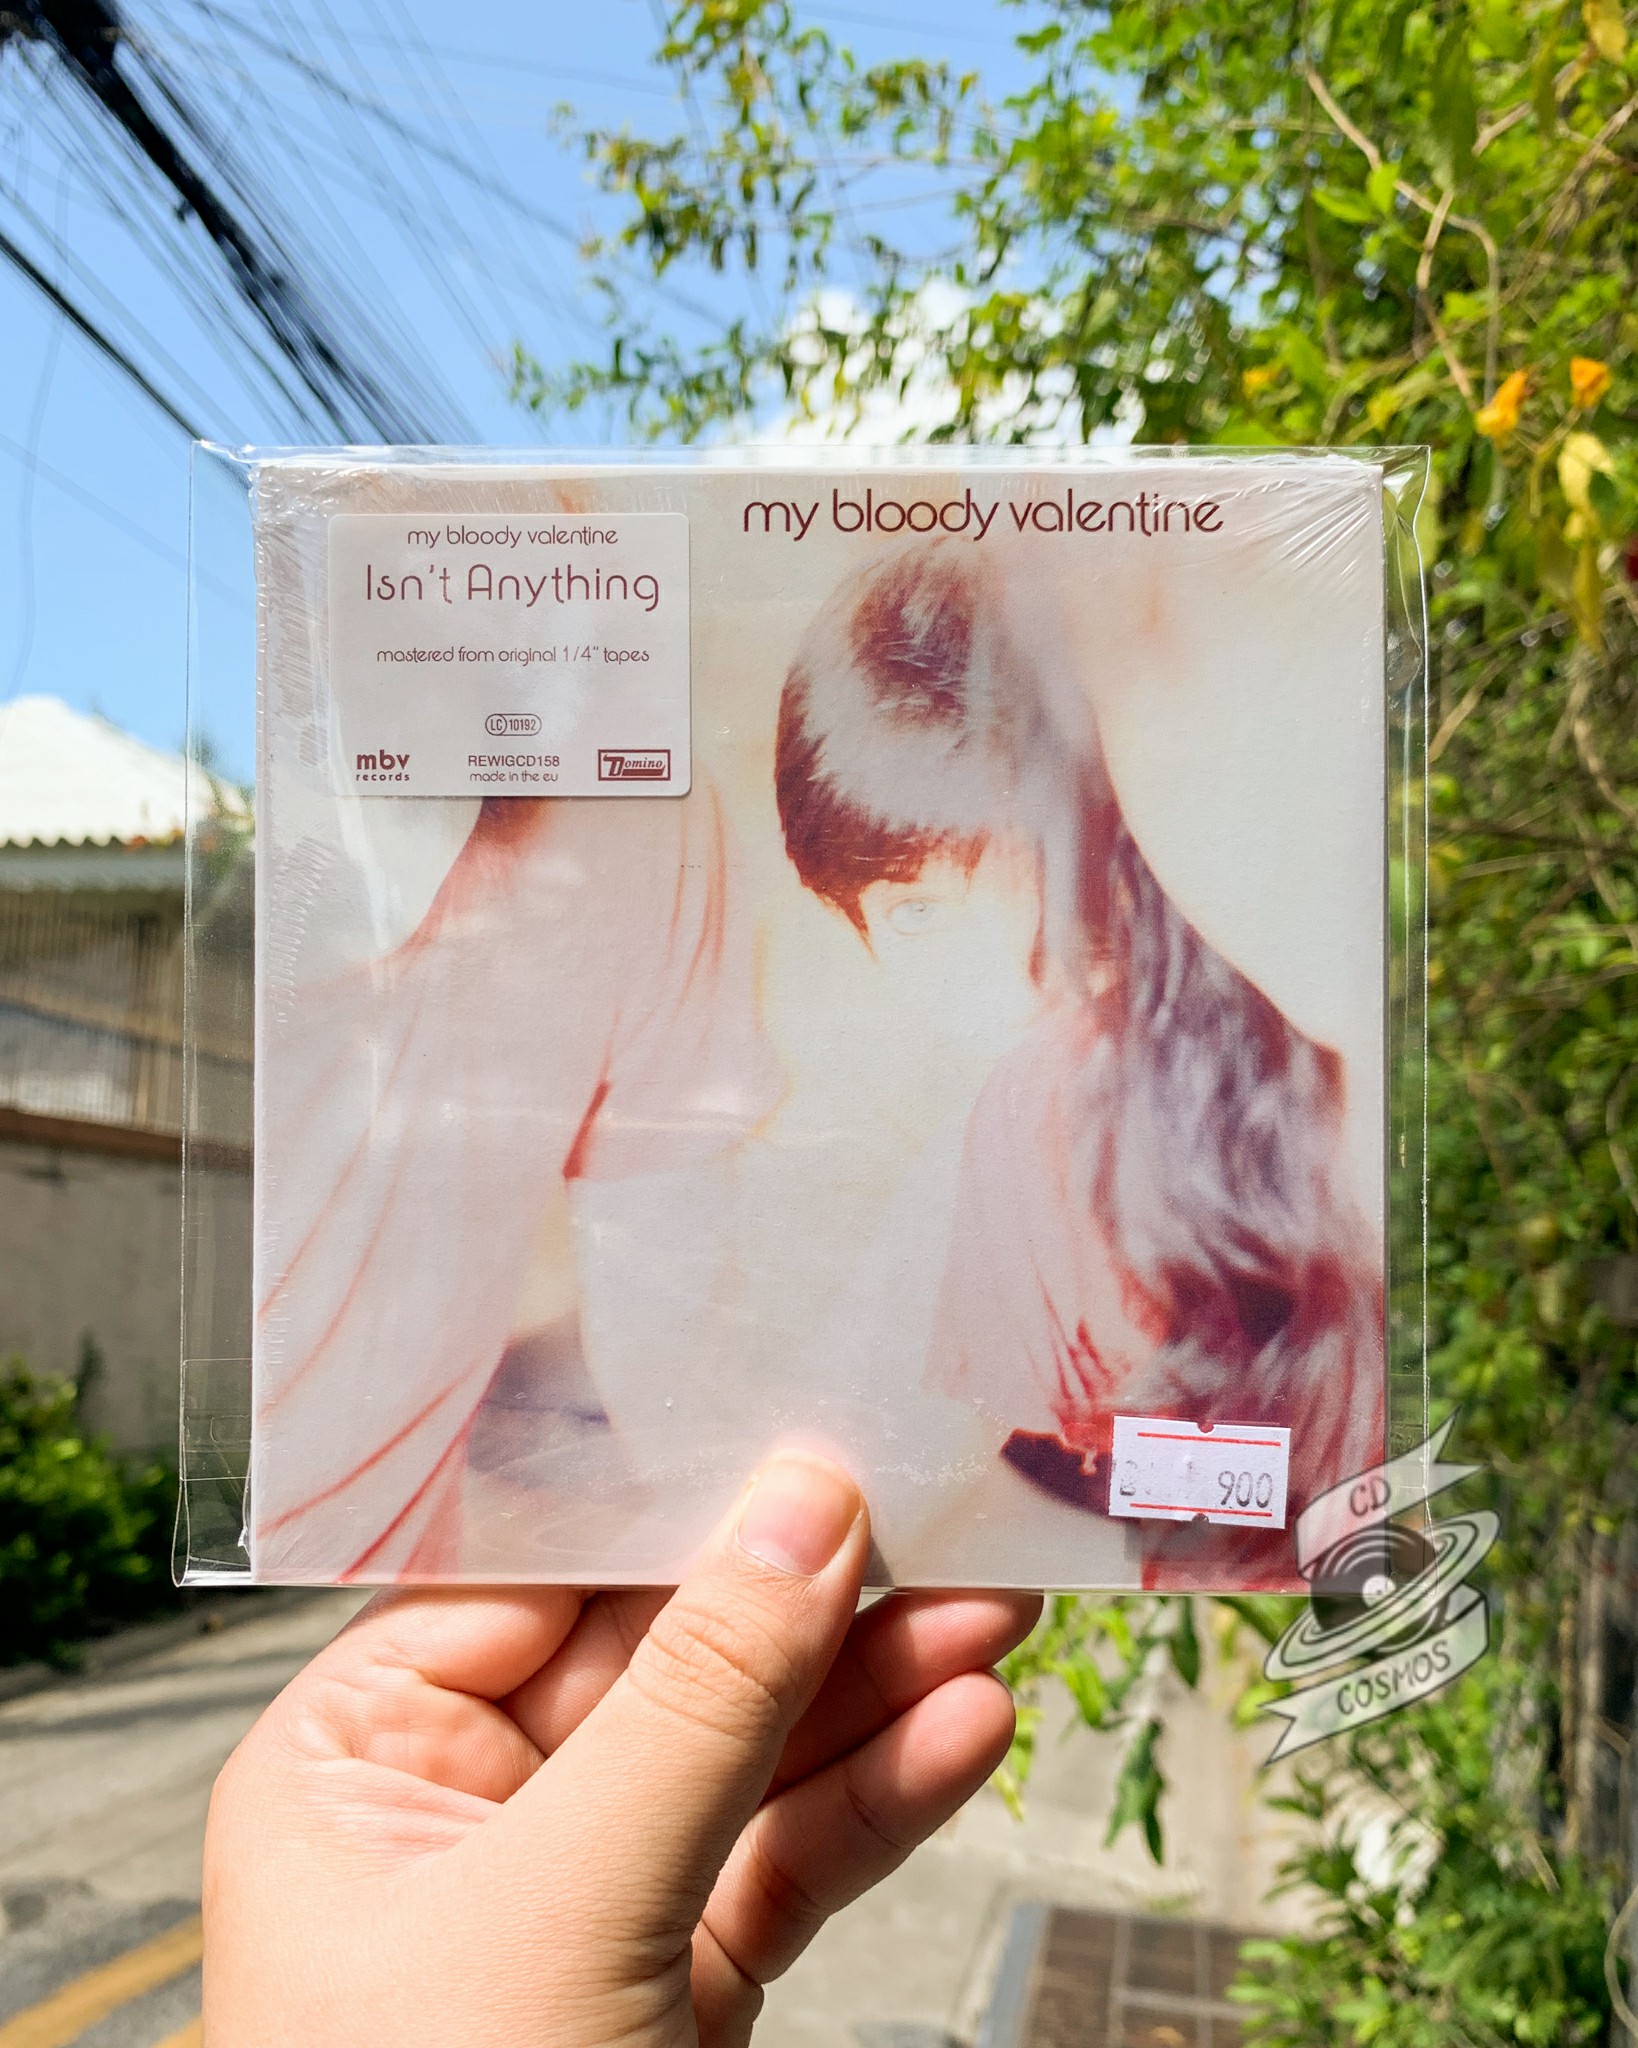 my bloody valentine
my bloody valentine
Isn't Anything
mastered from original 1/4" tapes
LC 10192
mbv
records
REWIGCD158
made in the eu
Domino
900
CD
COSMOS